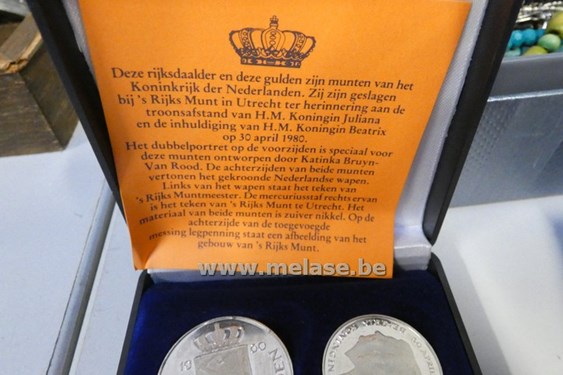 Deze rijksdaalder en deze gulden zijn munten van het
Koninkrijk der Nederlanden. Zij zijn geslagen
bij 's Rijks Munt in Utrecht ter herinnering aan de
troonsafstand van H.M. Koningin Juliana
en de inhuldiging van H.M. Koningin Beatrix
op 30 april 1980.
Het dubbelportret op de voorzijden is speciaal voor
deze munten ontworpen door Katinka Bruyn-
Van Rood. De achterzijden van beide munten
vertonen het gekroonde Nederlandse wapen.
Links van het wapen staat het teken van
's Rijks Muntmeester. De mercuriusstaf rechts ervan
is het teken van 's Rijks Munt te Utrecht. Het
materiaal van beide munten is zuiver nikkel. Op de
achterzijde van de toegevoegde
messing legpenning staat een afbeelding van het
gebouw van 's Rijks Munt.
www.melase.be
19